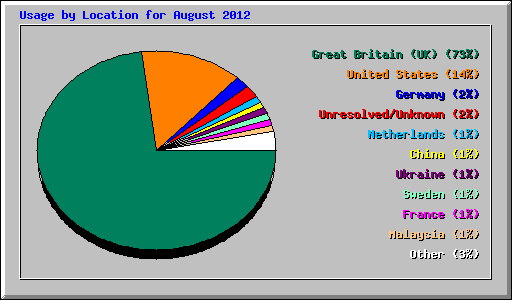 Usage by Location for August 2012
Great Britain (UK) (73%)
United States (14%)
Germany (2%)
Unresolved/Unknown (2%)
Netherlands (1%)
China (1%)
Ukraine (1%)
Sweden (1%)
France (1%)
Malaysia (1%)
Other (3%)